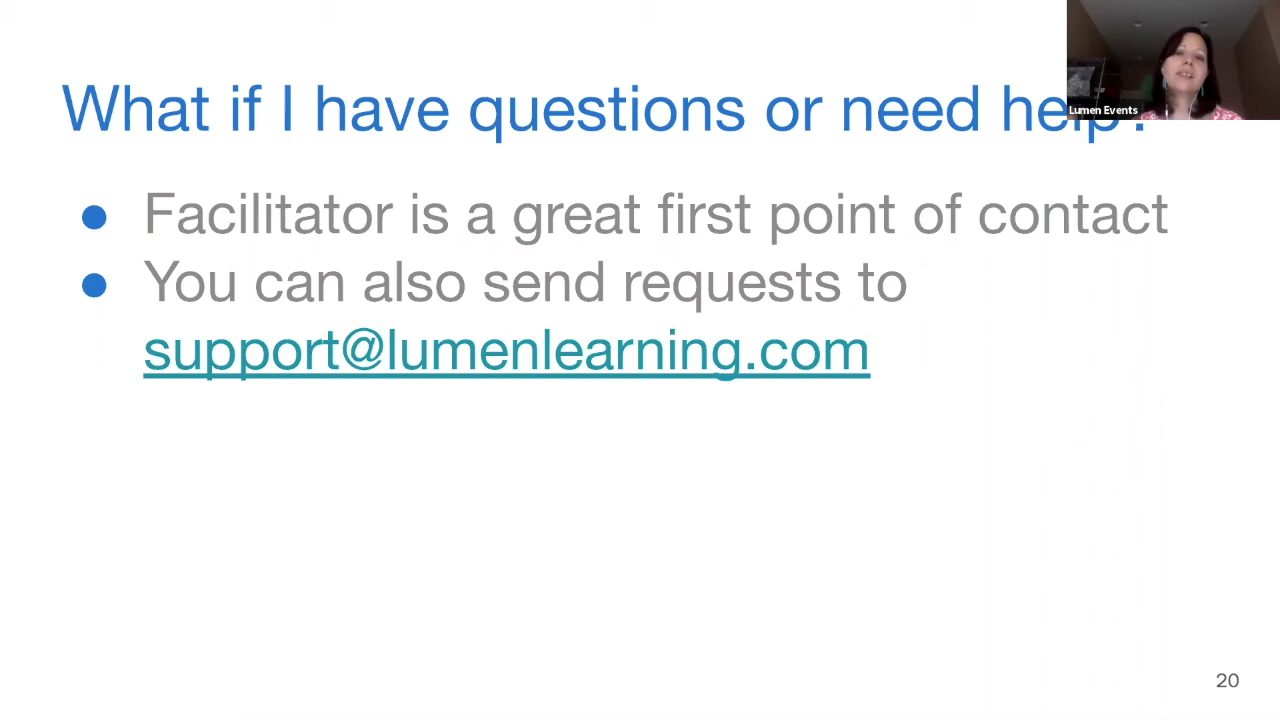 What if I have questions or need help?
Lumen Events
● Facilitator is a great first point of contact
● You can also send requests to
support@lumenlearning.com
20